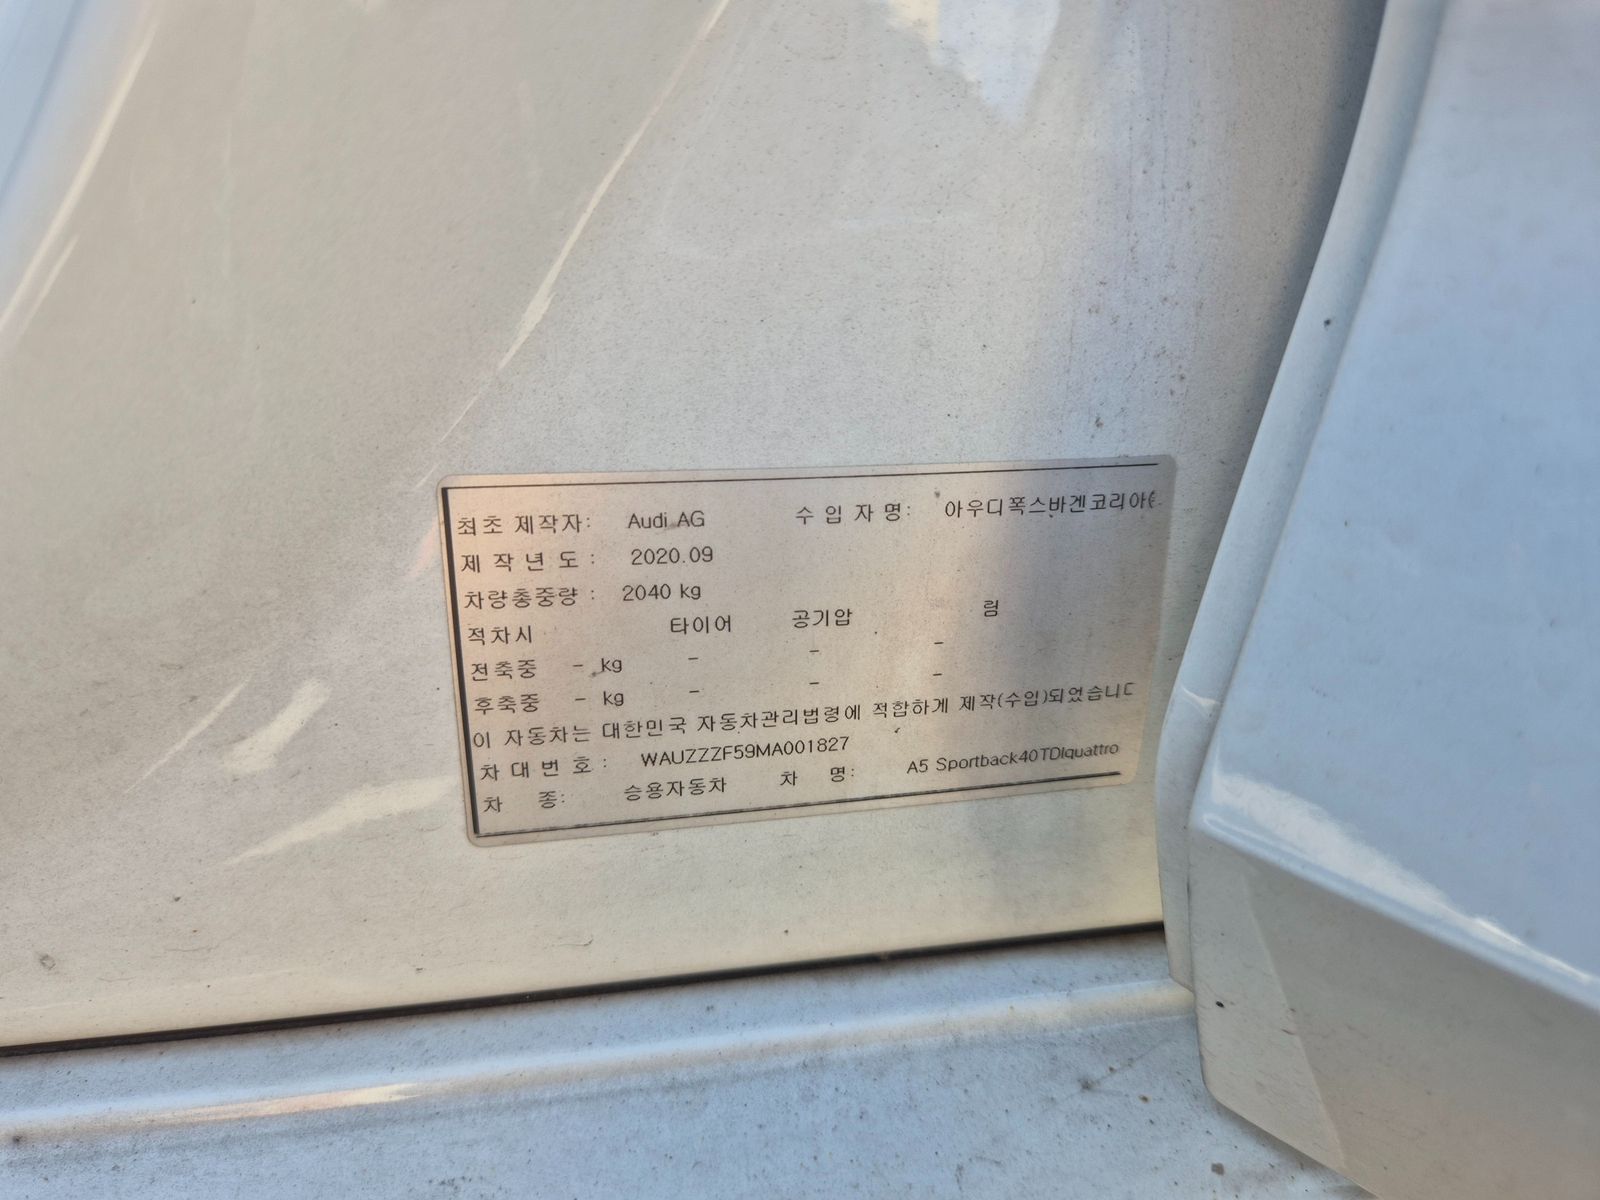 최초 제작자: Audi AG 수 입 자 명: 아우디폭스바겐코리아(
제 작 년 도 : 2020.09
차량총중량 : 2040 kg
적차시 타이어 공기압 림
전축중 - kg - - -
후축중 - kg - - -
이 자동차는 대한민국 자동차관리법령에 적합하게 제작(수입)되었습니
차 대 번 호 : WAUZZZF59MA001827
차 종: 승용자동차 차 명: A5 Sportback40TDIquattro